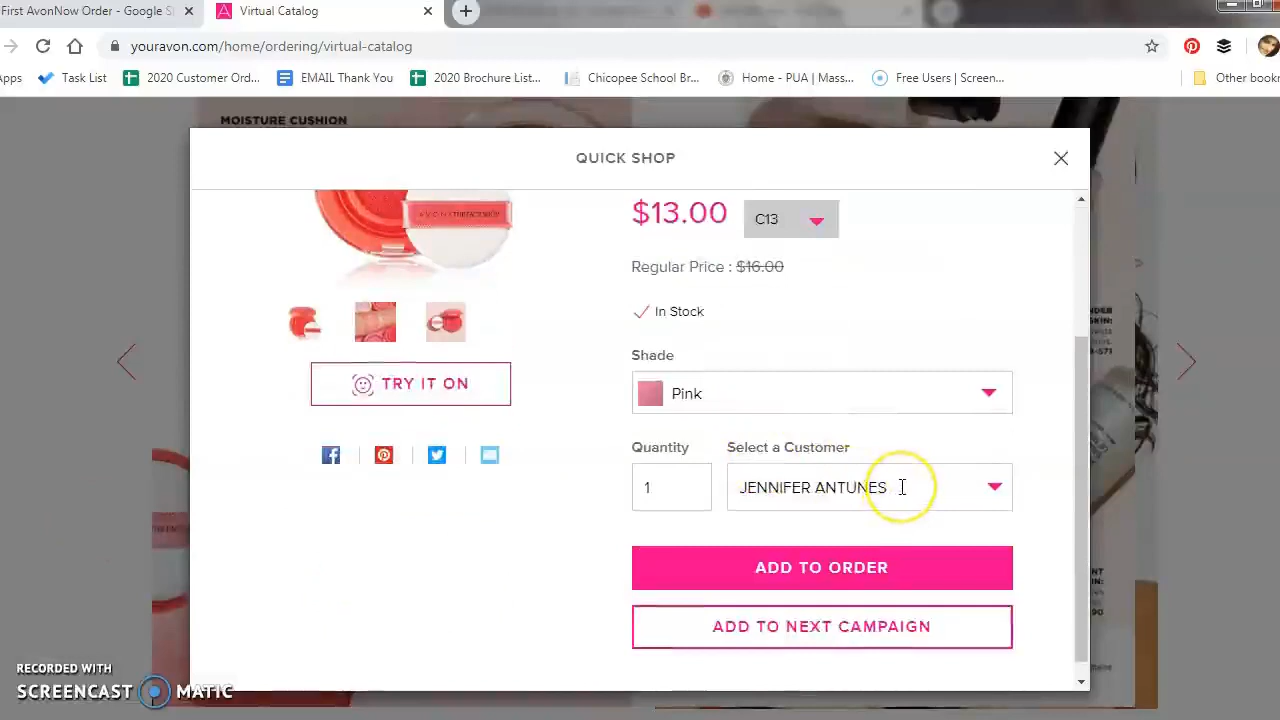 First AvonNow Order - Google S
Virtual Catalog
youravon.com/home/ordering/virtual-catalog
Apps
Task List
2020 Customer Ord...
EMAIL Thank You
2020 Brochure List...
Chicopee School Br...
Home - PUA | Mass...
Free Users | Screen...
Other book
MOISTURE CUSHION
QUICK SHOP
$13.00
C13
Regular Price : $16.00
In Stock
Shade
TRY IT ON
Pink
Quantity
Select a Customer
1
JENNIFER ANTUNES
ADD TO ORDER
ADD TO NEXT CAMPAIGN
RECORDED WITH
SCREENCAST MATIC